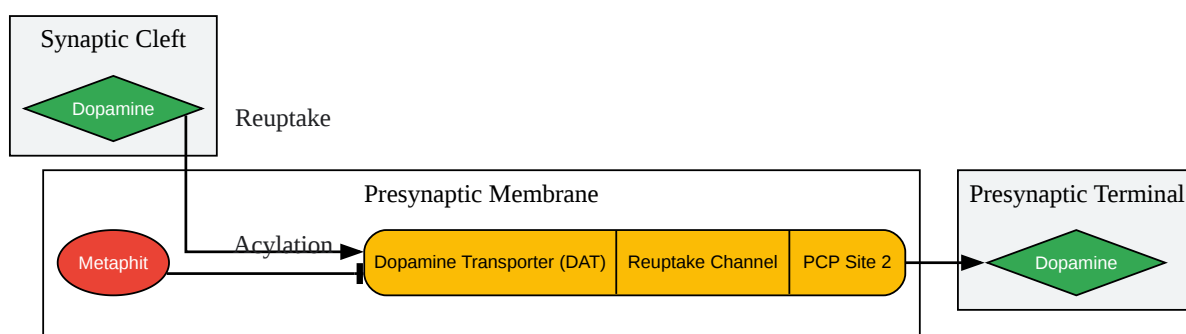 Synaptic Cleft
Dopamine
Reuptake
Presynaptic Membrane
Presynaptic Terminal
Acylation
Metaphit
Dopamine Transporter (DAT)
Reuptake Channel
PCP Site 2
Dopamine